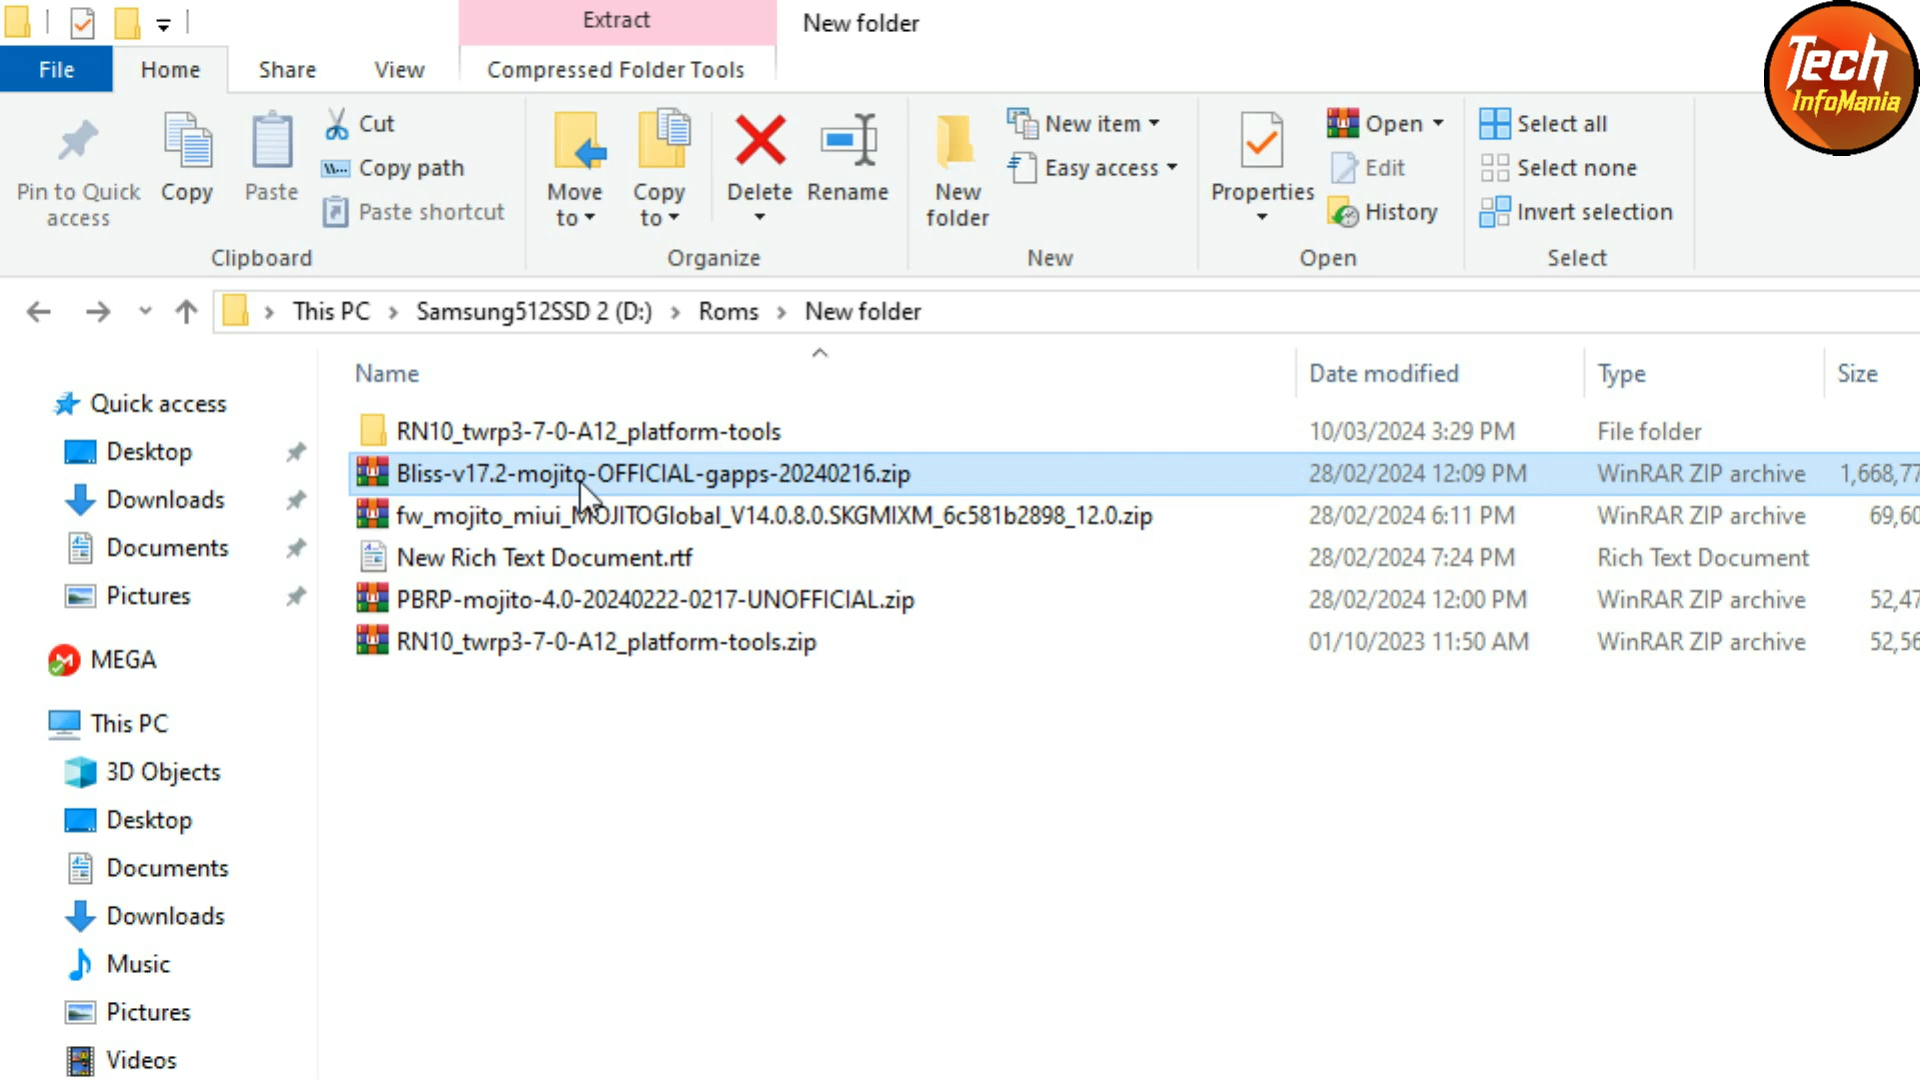 Extract
New folder
File
Home
Share
View
Compressed Folder Tools
Tech
InfoMania
Pin to Quick
access
Copy
Paste
Cut
Copy path
Paste shortcut
Clipboard
Move
to
Copy
to
Delete
Rename
Organize
New
folder
New item
Easy access
New
Properties
Open
Edit
History
Open
Select all
Select none
Invert selection
Select
This PC > Samsung512SSD 2 (D:) > Roms > New folder
Name
Date modified
Type
Size
RN10_twrp3-7-0-A12_platform-tools 10/03/2024 3:29 PM File folder
Bliss-v17.2-mojito-OFFICIAL-gapps-20240216.zip 28/02/2024 12:09 PM WinRAR ZIP archive 1,668,77
fw_mojito_miui_MOJITOGlobal_V14.0.8.0.SKGMIXM_6c581b2898_12.0.zip 28/02/2024 6:11 PM WinRAR ZIP archive 69,60
New Rich Text Document.rtf 28/02/2024 7:24 PM Rich Text Document
PBRP-mojito-4.0-20240222-0217-UNOFFICIAL.zip 28/02/2024 12:00 PM WinRAR ZIP archive 52,47
RN10_twrp3-7-0-A12_platform-tools.zip 01/10/2023 11:50 AM WinRAR ZIP archive 52,56
Quick access
Desktop
Downloads
Documents
Pictures
MEGA
This PC
3D Objects
Desktop
Documents
Downloads
Music
Pictures
Videos